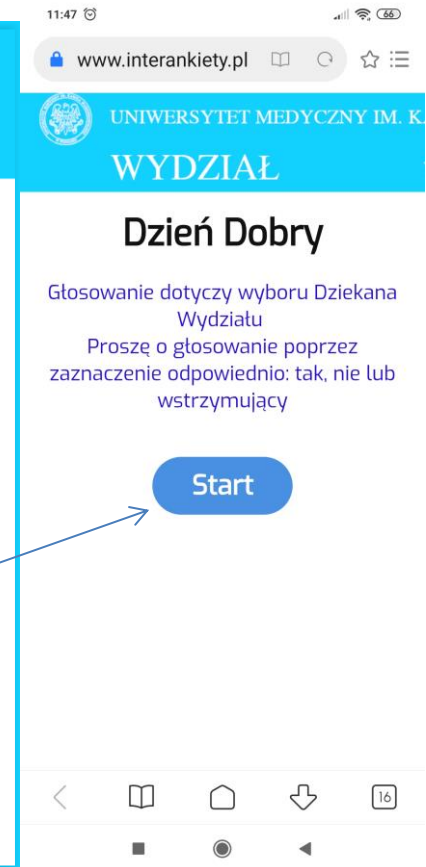 11:47
66
www.interankiety.pl
UNIWERSYTET MEDYCZNY IM. K.
WYDZIAŁ
Dzień Dobry
Głosowanie dotyczy wyboru Dziekana
Wydziału
Proszę o głosowanie poprzez
zaznaczenie odpowiednio: tak, nie lub
wstrzymujący
Start
16